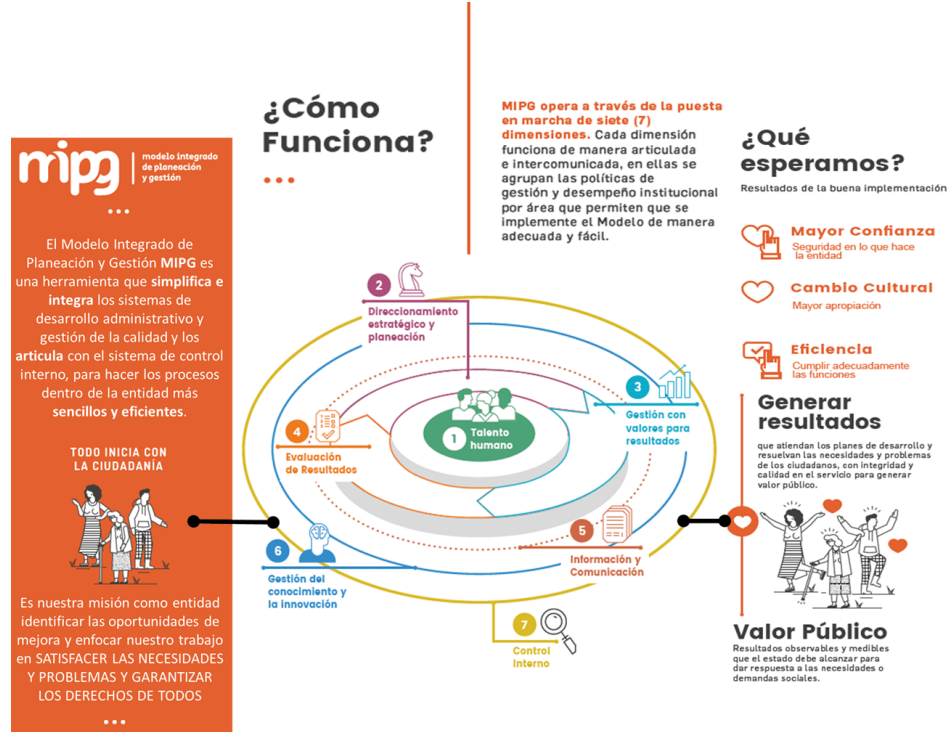 mipg
modelo integrado
de planeación
y gestión
El Modelo Integrado de
Planeación y Gestión MIPG es
una herramienta que simplifica e
integra los sistemas de
desarrollo administrativo y
gestión de la calidad y los
articula con el sistema de control
interno, para hacer los procesos
dentro de la entidad más
sencillos y eficientes.
TODO INICIA CON
LA CIUDADANÍA
Es nuestra misión como entidad
identificar las oportunidades de
mejora y enfocar nuestro trabajo
en SATISFACER LAS NECESIDADES
Y PROBLEMAS Y GARANTIZAR
LOS DERECHOS DE TODOS
¿Cómo
Funciona?
MIPG opera a través de la puesta
en marcha de siete (7)
dimensiones. Cada dimensión
funciona de manera articulada
e intercomunicada, en ellas se
agrupan las políticas de
gestión y desempeño institucional
por área que permiten que se
implemente el Modelo de manera
adecuada y fácil.
1
Talento
humano
2
Direccionamiento
estratégico y
planeación
3
Gestión con
valores para
resultados
4
Evaluación
de Resultados
5
Información y
Comunicación
6
Gestión del
conocimiento y
la innovación
7
Control
Interno
¿Qué
esperamos?
Resultados de la buena implementación
Mayor Confianza
Seguridad en lo que hace
la entidad
Cambio Cultural
Mayor apropiación
Eficiencia
Cumplir adecuadamente
las funciones
Generar
resultados
que atiendan los planes de desarrollo y
resuelvan las necesidades y problemas
de los ciudadanos, con integridad y
calidad en el servicio para generar
valor público.
Valor Público
Resultados observables y medibles
que el estado debe alcanzar para
dar respuesta a las necesidades o
demandas sociales.